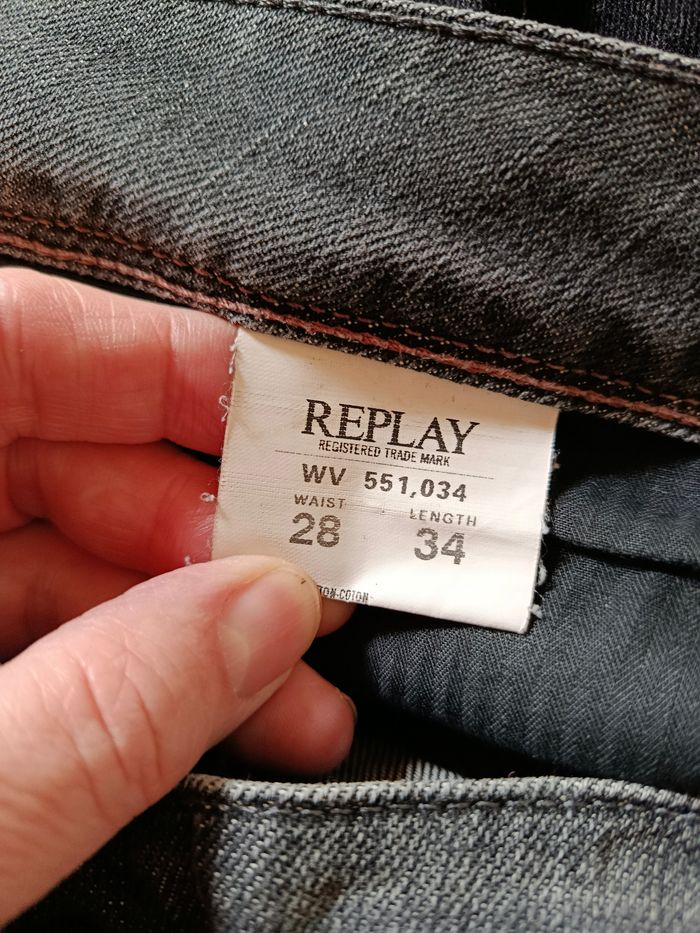 REPLAY
REGISTERED TRADE MARK
WV 551,034
WAIST LENGTH
28 34